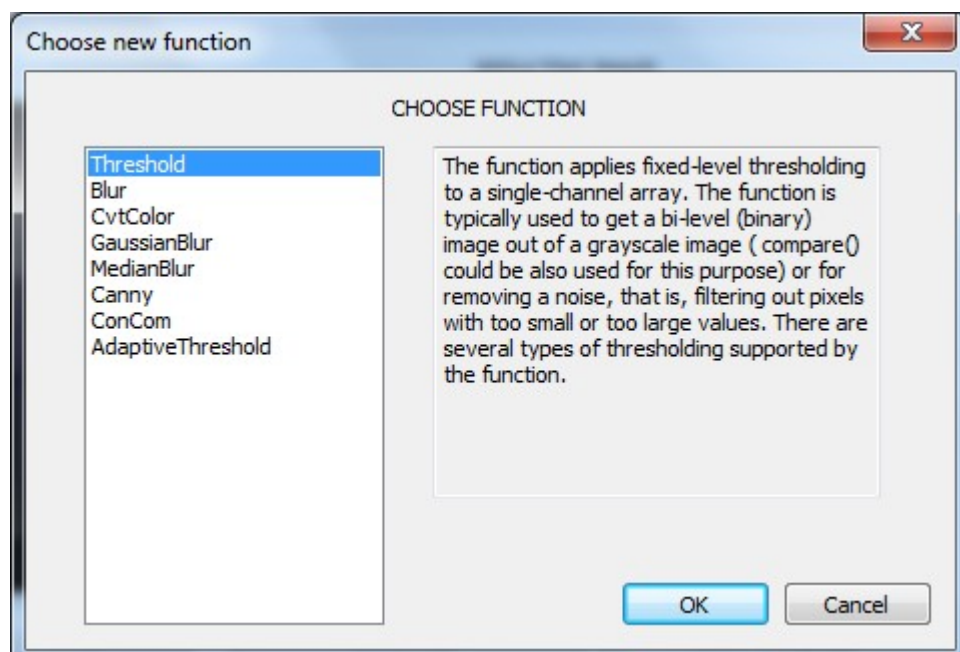 Choose new function
CHOOSE FUNCTION
Threshold
Blur
CvtColor
GaussianBlur
MedianBlur
Canny
ConCom
AdaptiveThreshold
The function applies fixed-level thresholding
to a single-channel array. The function is
typically used to get a bi-level (binary)
image out of a grayscale image ( compare()
could be also used for this purpose) or for
removing a noise, that is, filtering out pixels
with too small or too large values. There are
several types of thresholding supported by
the function.
OK
Cancel